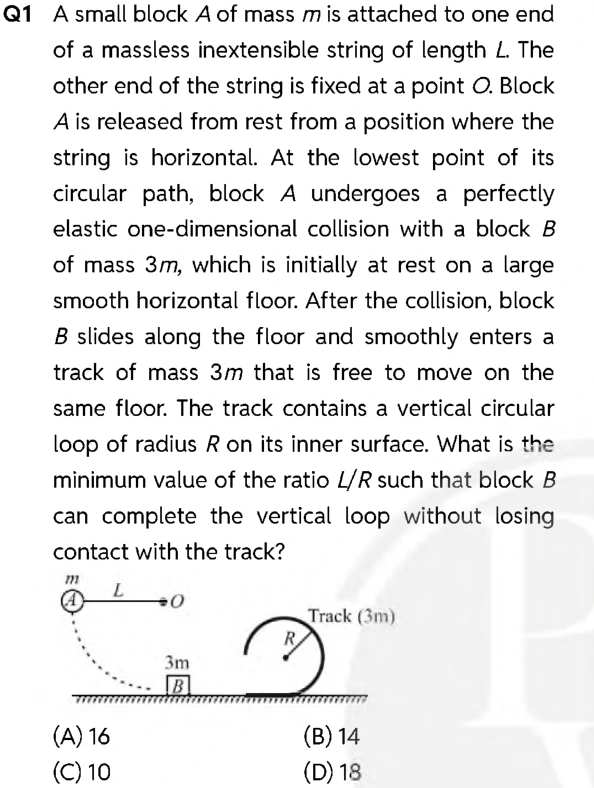 Q1 A small block A of mass m is attached to one end
of a massless inextensible string of length L. The
other end of the string is fixed at a point O. Block
A is released from rest from a position where the
string is horizontal. At the lowest point of its
circular path, block A undergoes a perfectly
elastic one-dimensional collision with a block B
of mass 3m, which is initially at rest on a large
smooth horizontal floor. After the collision, block
B slides along the floor and smoothly enters a
track of mass 3m that is free to move on the
same floor. The track contains a vertical circular
loop of radius R on its inner surface. What is the
minimum value of the ratio L/R such that block B
can complete the vertical loop without losing
contact with the track?
m
A L O
Track (3m)
R
3m
B
(A) 16 (B) 14
(C) 10 (D) 18